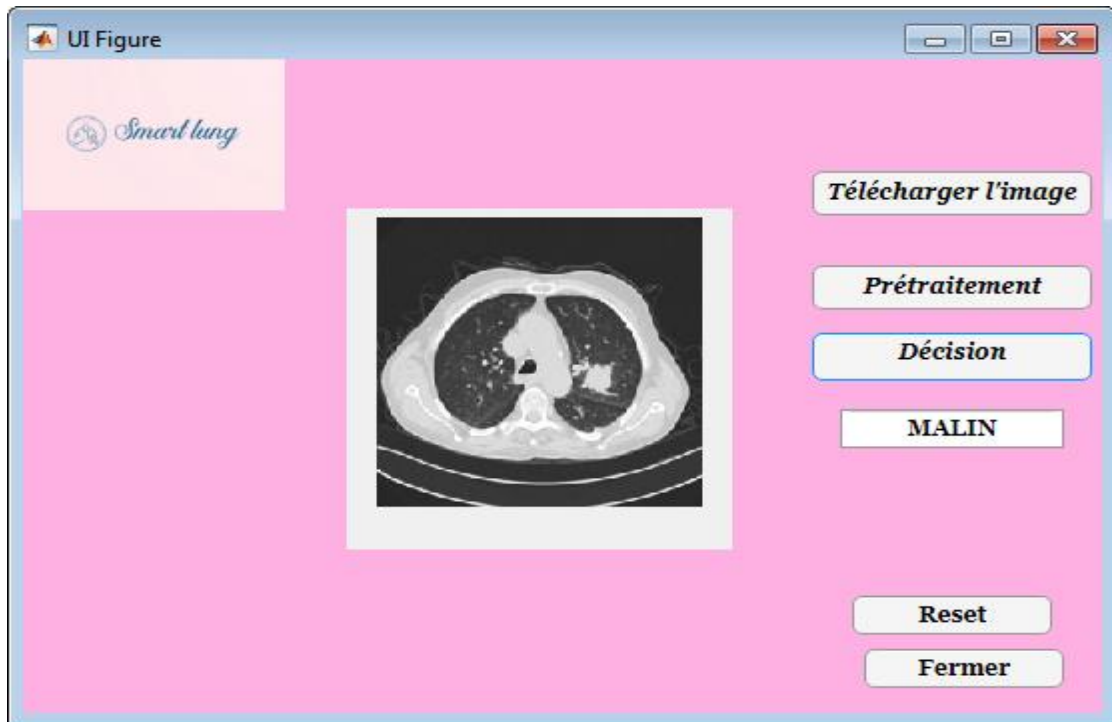 UI Figure
Smart lung
Télécharger l'image
Prétraitement
Décision
MALIN
Reset
Fermer